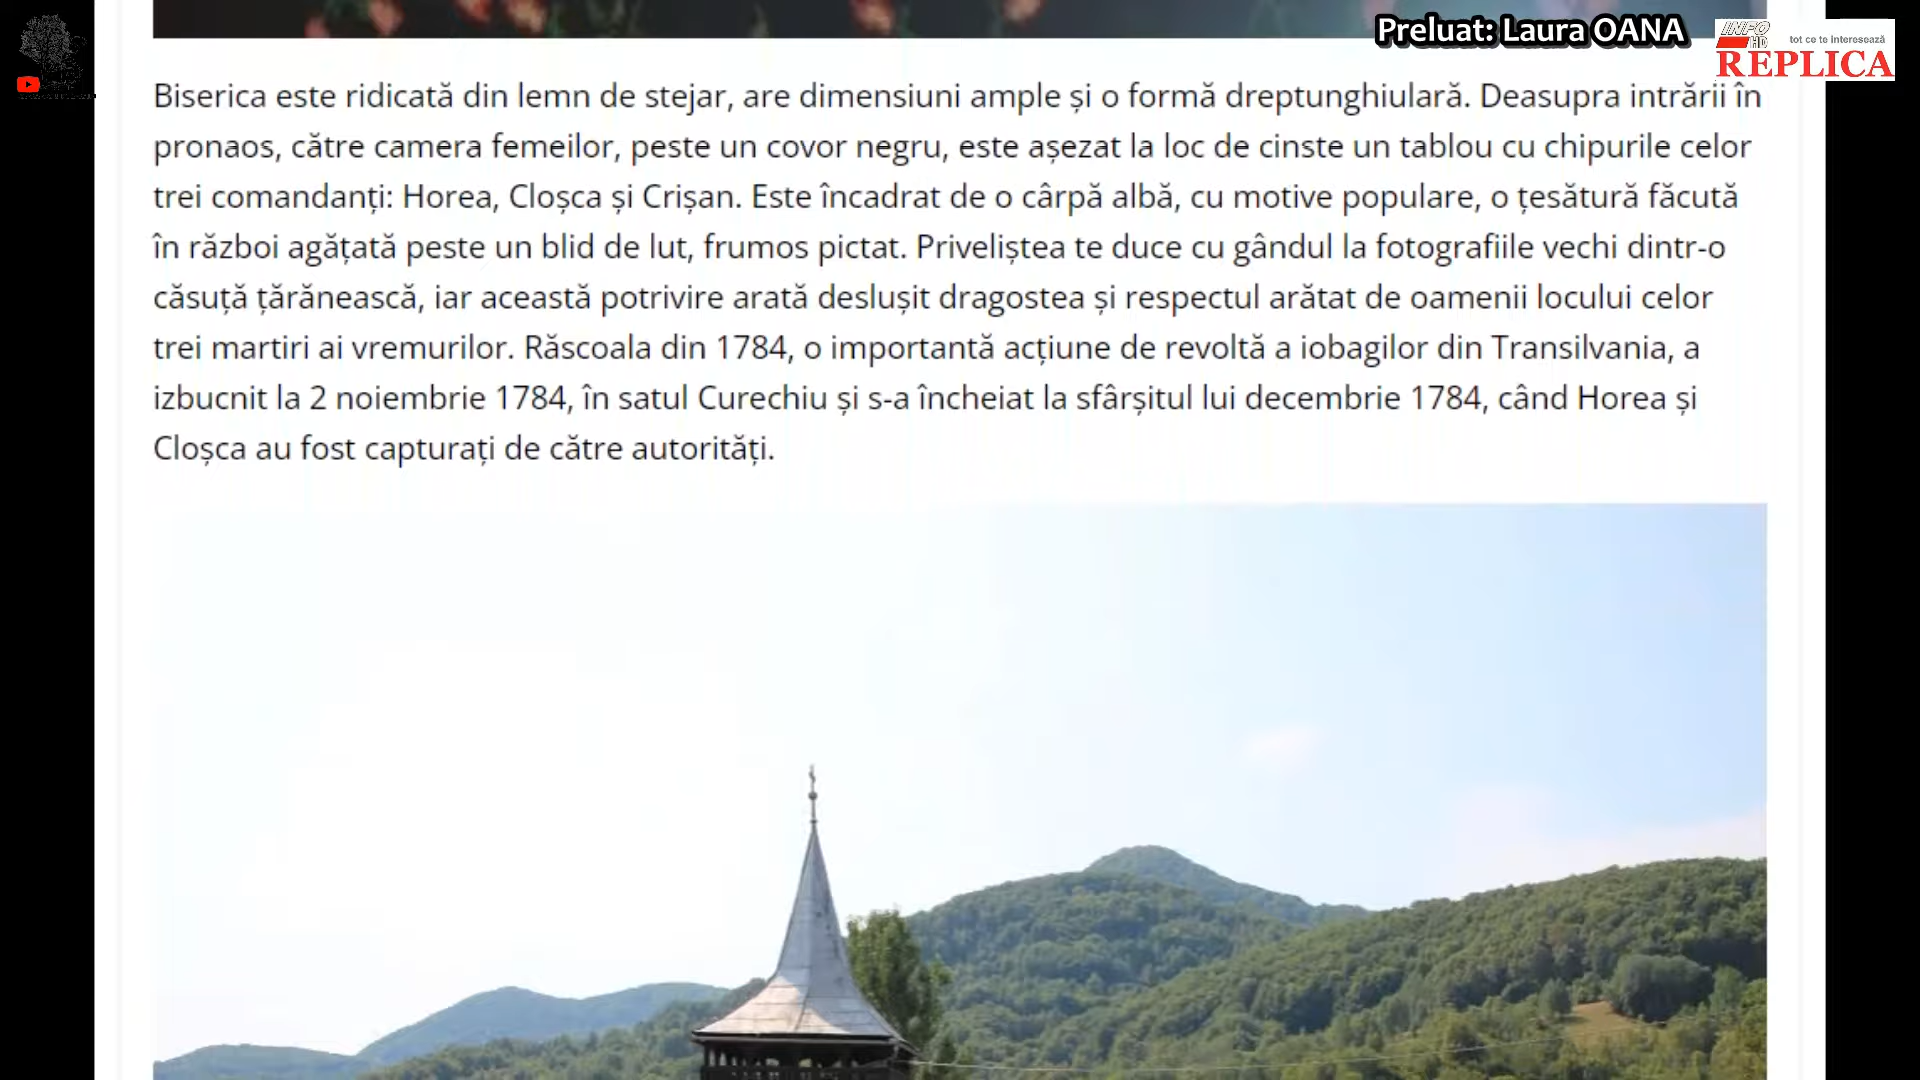 Preluat: Laura OANA
INFO
HD
tot ce te interesează
REPLICA
Biserica este ridicată din lemn de stejar, are dimensiuni ample și o formă dreptunghiulară. Deasupra intrării în
pronaos, către camera femeilor, peste un covor negru, este așezat la loc de cinste un tablou cu chipurile celor
trei comandanți: Horea, Cloșca și Crișan. Este încadrat de o cârpă albă, cu motive populare, o țesătură făcută
în război agățată peste un blid de lut, frumos pictat. Priveliștea te duce cu gândul la fotografiile vechi dintr-o
căsuță țărănească, iar această potrivire arată deslușit dragostea și respectul arătat de oamenii locului celor
trei martiri ai vremurilor. Răscoala din 1784, o importantă acțiune de revoltă a iobagilor din Transilvania, a
izbucnit la 2 noiembrie 1784, în satul Curechiu și s-a încheiat la sfârșitul lui decembrie 1784, când Horea și
Cloșca au fost capturați de către autorități.